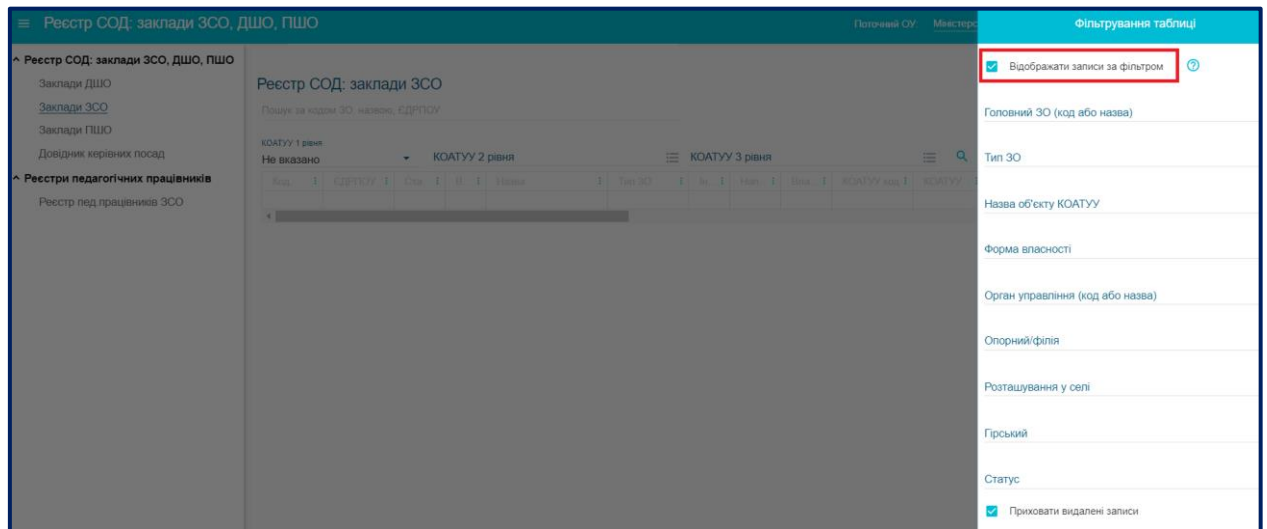 Реєстр СОД: заклади ЗСО, ДШО, ПШО
Поточний ОУ: Міністерс
Фільтрування таблиці
Реєстр СОД: заклади ЗСО, ДШО, ПШО
Заклади ДШО
Заклади ЗСО
Заклади ПШО
Довідник керівних посад
Реєстри педагогічних працівників
Реєстр пед.працівників ЗСО
Реєстр СОД: заклади ЗСО
Пошук за кодом ЗО, назвою, ЄДРПОУ
КОАТУУ 1 рівня
Не вказано
КОАТУУ 2 рівня
КОАТУУ 3 рівня
Код ЄДРПОУ Ста Назва Тип ЗО КОАТУУ код КОАТУУ
Відображати записи за фільтром
Головний ЗО (код або назва)
Тип ЗО
Назва об'єкту КОАТУУ
Форма власності
Орган управління (код або назва)
Опорний/філія
Розташування у селі
Гірський
Статус
Приховати видалені записи